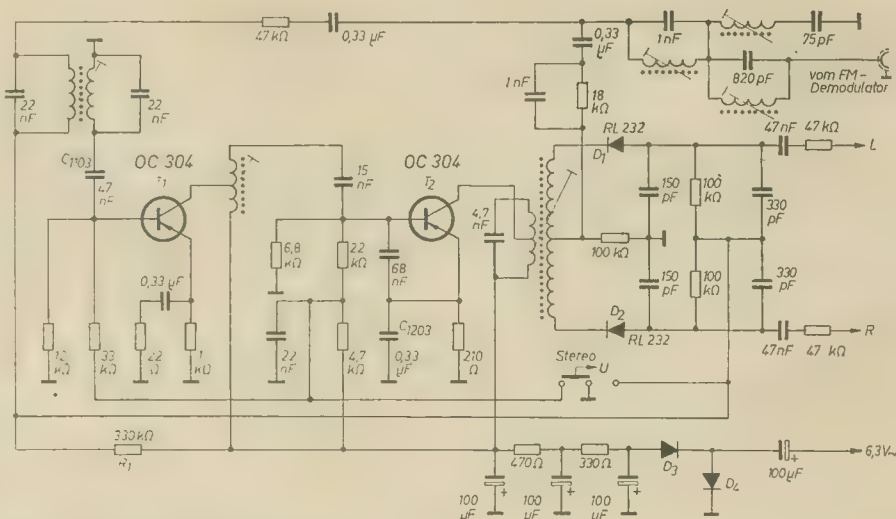 47 kΩ
0,33 µF
0,33 µF
1 nF
75 pF
820 pF
vom FM-
Demodulator
22 nF
22 nF
1 nF
18 kΩ
47 nF
47 kΩ
L
RL 232
D1
C1103
47 nF
OC 304
T1
15 nF
OC 304
T2
4,7 nF
150 pF
100 kΩ
330 pF
100 kΩ
6,8 kΩ
22 kΩ
68 nF
150 pF
100 kΩ
330 pF
0,33 µF
D2
RL 232
47 nF
47 kΩ
R
12 kΩ
33 kΩ
22 Ω
1 kΩ
22 nF
4,7 kΩ
C1203
0,33 µF
210 Ω
Stereo
U
330 kΩ
R1
470 Ω
330 Ω
D3
D4
100 µF
+
6,3 V~
100 µF
+
100 µF
+
100 µF
+